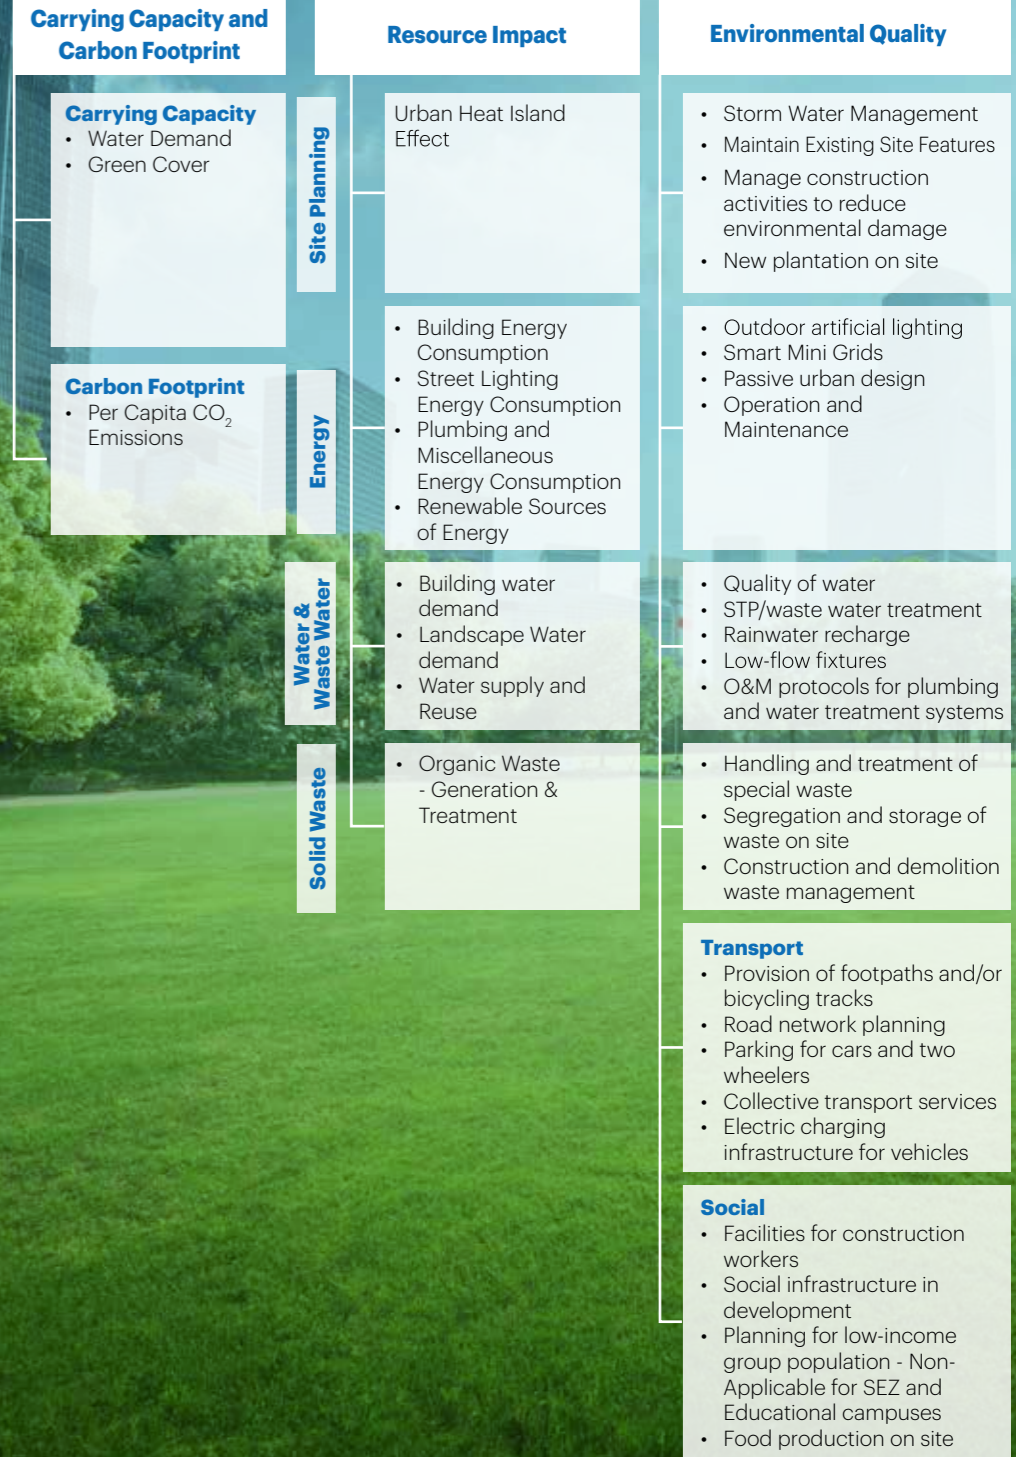 Carrying Capacity and
Carbon Footprint
Carrying Capacity
• Water Demand
• Green Cover
Carbon Footprint
• Per Capita CO2
Emissions
Resource Impact
Site Planning
Urban Heat Island
Effect
Energy
• Building Energy
Consumption
• Street Lighting
Energy Consumption
• Plumbing and
Miscellaneous
Energy Consumption
• Renewable Sources
of Energy
Water &
Waste Water
• Building water
demand
• Landscape Water
demand
• Water supply and
Reuse
Solid Waste
• Organic Waste
- Generation &
Treatment
Environmental Quality
• Storm Water Management
• Maintain Existing Site Features
• Manage construction
activities to reduce
environmental damage
• New plantation on site
• Outdoor artificial lighting
• Smart Mini Grids
• Passive urban design
• Operation and
Maintenance
• Quality of water
• STP/waste water treatment
• Rainwater recharge
• Low-flow fixtures
• O&M protocols for plumbing
and water treatment systems
• Handling and treatment of
special waste
• Segregation and storage of
waste on site
• Construction and demolition
waste management
Transport
• Provision of footpaths and/or
bicycling tracks
• Road network planning
• Parking for cars and two
wheelers
• Collective transport services
• Electric charging
infrastructure for vehicles
Social
• Facilities for construction
workers
• Social infrastructure in
development
• Planning for low-income
group population - Non-
Applicable for SEZ and
Educational campuses
• Food production on site